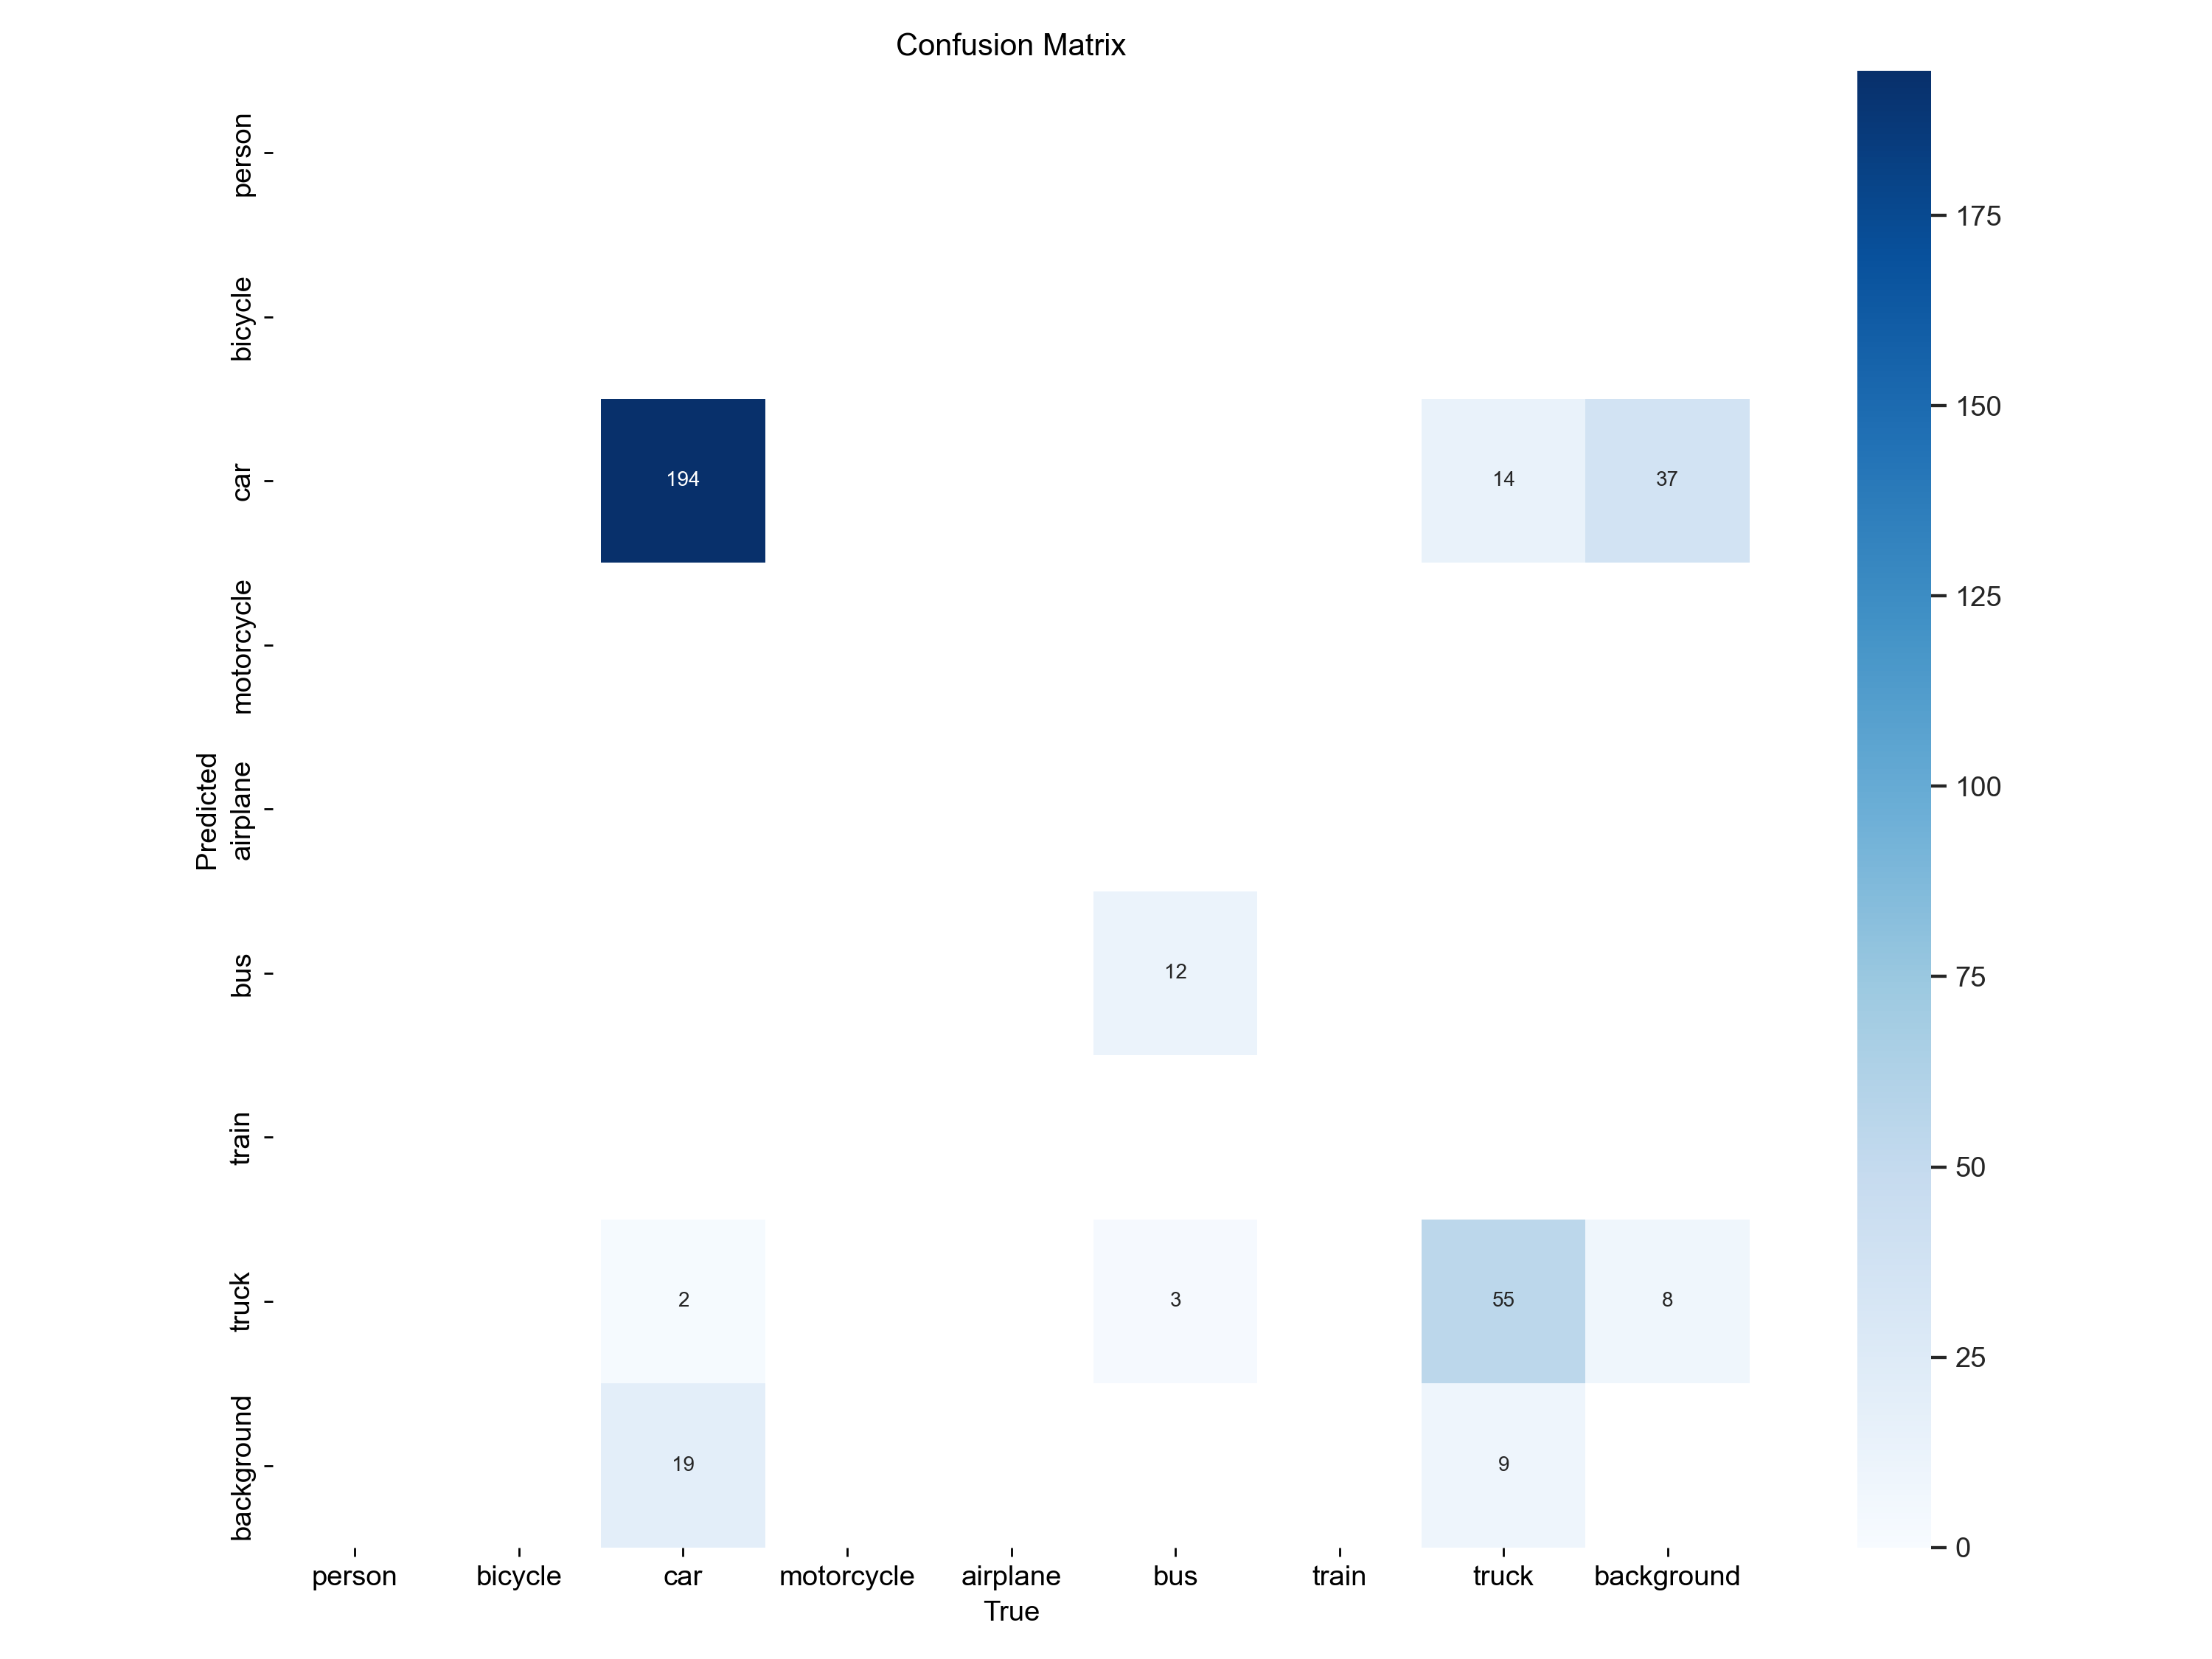 Confusion Matrix
person
bicycle
car
motorcycle
airplane
bus
train
truck
background
Predicted
194
14
37
12
2
3
55
8
19
9
person
bicycle
car
motorcycle
airplane
bus
train
truck
background
True
175
150
125
100
75
50
25
0